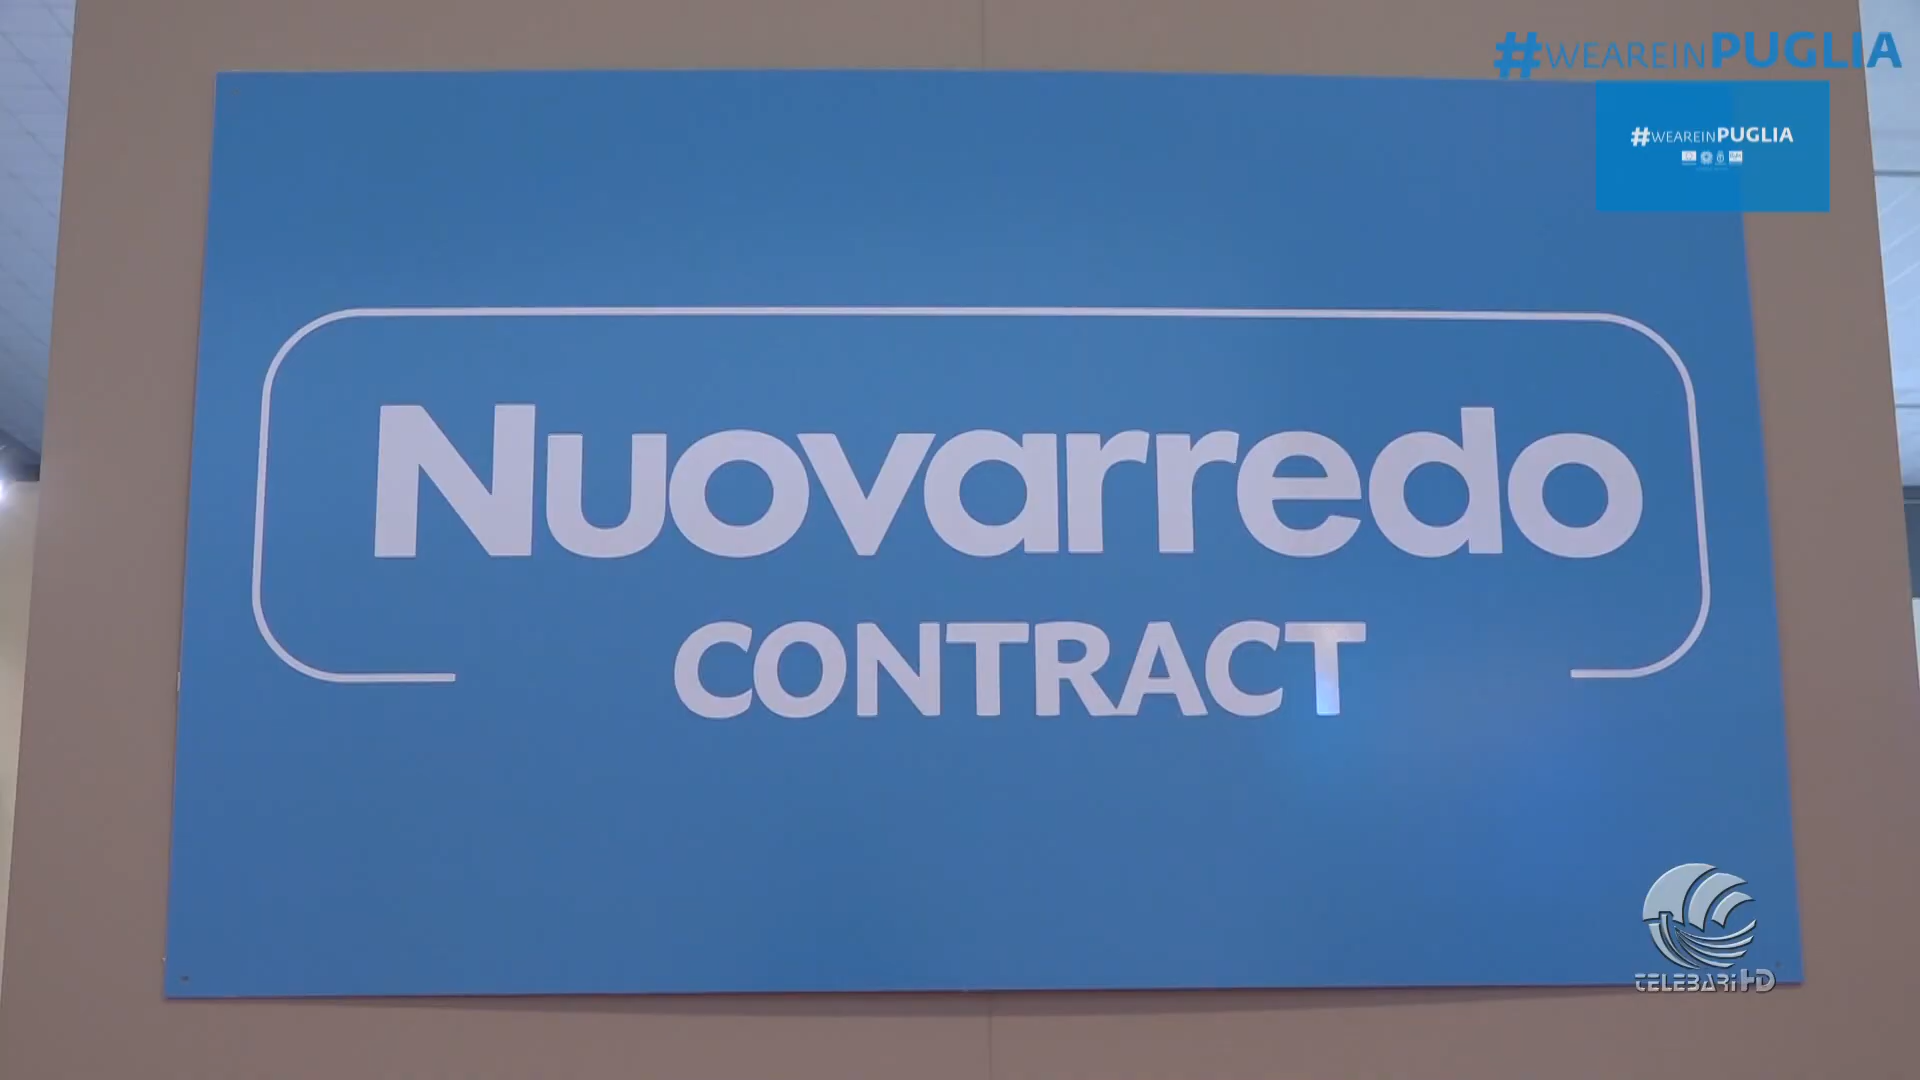 #WEAREINPUGLIA
#WEAREINPUGLIA
Nuovarredo
CONTRACT
TELEBARI HD